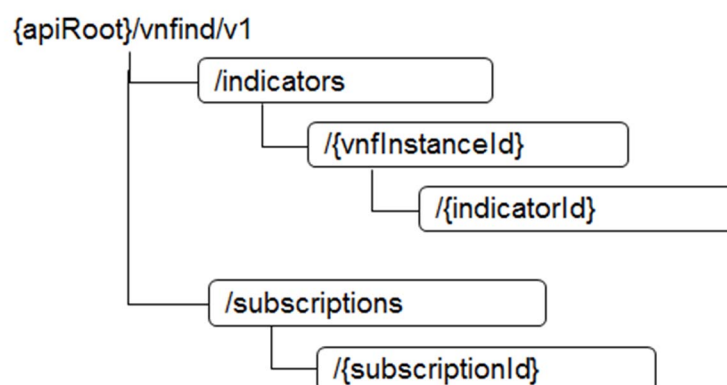 {apiRoot}/vnfind/v1
/indicators
/{vnfInstanceId}
/{indicatorId}
/subscriptions
/{subscriptionId}